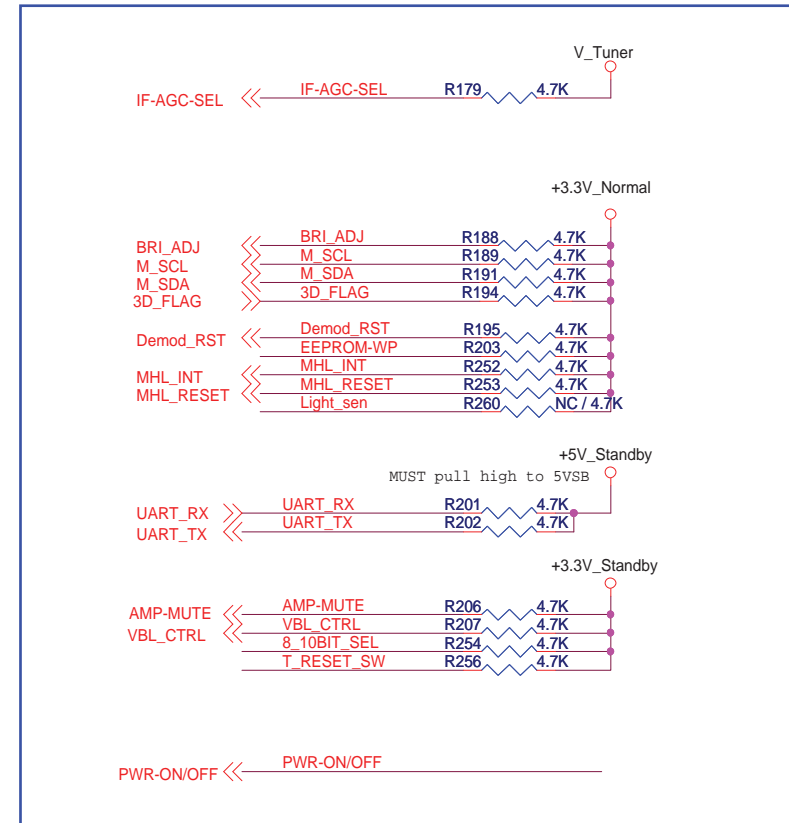 V_Tuner
IF-AGC-SEL IF-AGC-SEL R179 4.7K
+3.3V_Normal
BRI_ADJ BRI_ADJ R188 4.7K
M_SCL M_SCL R189 4.7K
M_SDA M_SDA R191 4.7K
3D_FLAG 3D_FLAG R194 4.7K
Demod_RST Demod_RST R195 4.7K
EEPROM-WP R203 4.7K
MHL_INT MHL_INT R252 4.7K
MHL_RESET MHL_RESET R253 4.7K
Light_sen R260 NC / 4.7K
+5V_Standby
MUST pull high to 5VSB
UART_RX UART_RX R201 4.7K
UART_TX UART_TX R202 4.7K
+3.3V_Standby
AMP-MUTE AMP-MUTE R206 4.7K
VBL_CTRL VBL_CTRL R207 4.7K
8_10BIT_SEL R254 4.7K
T_RESET_SW R256 4.7K
PWR-ON/OFF PWR-ON/OFF